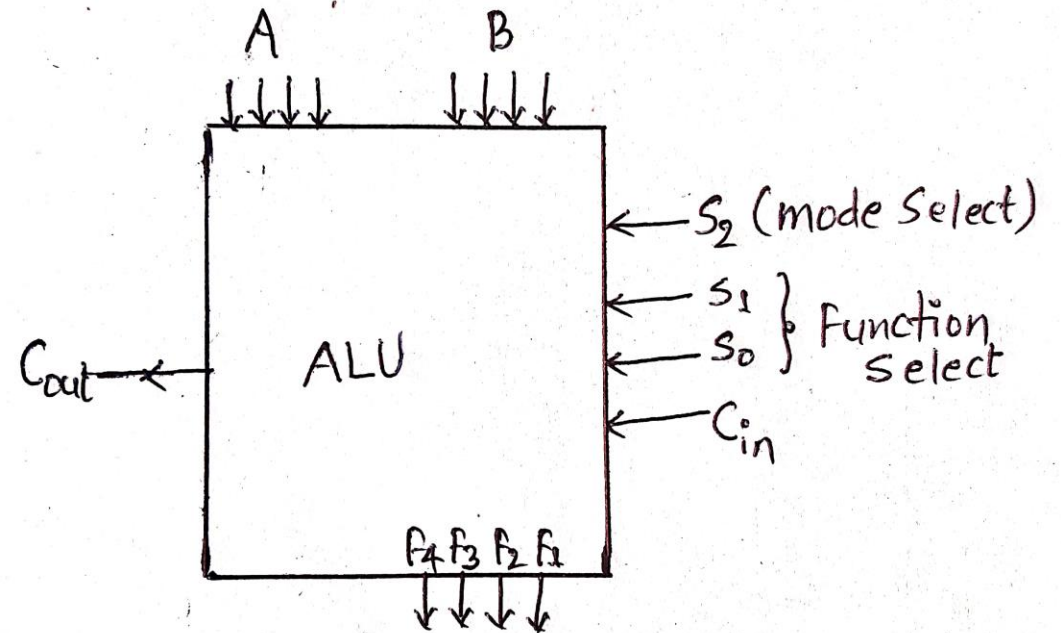 A B
S2 (mode Select)
S1
Function
S0
Select
Cout
ALU
Cin
F4 F3 F2 F1